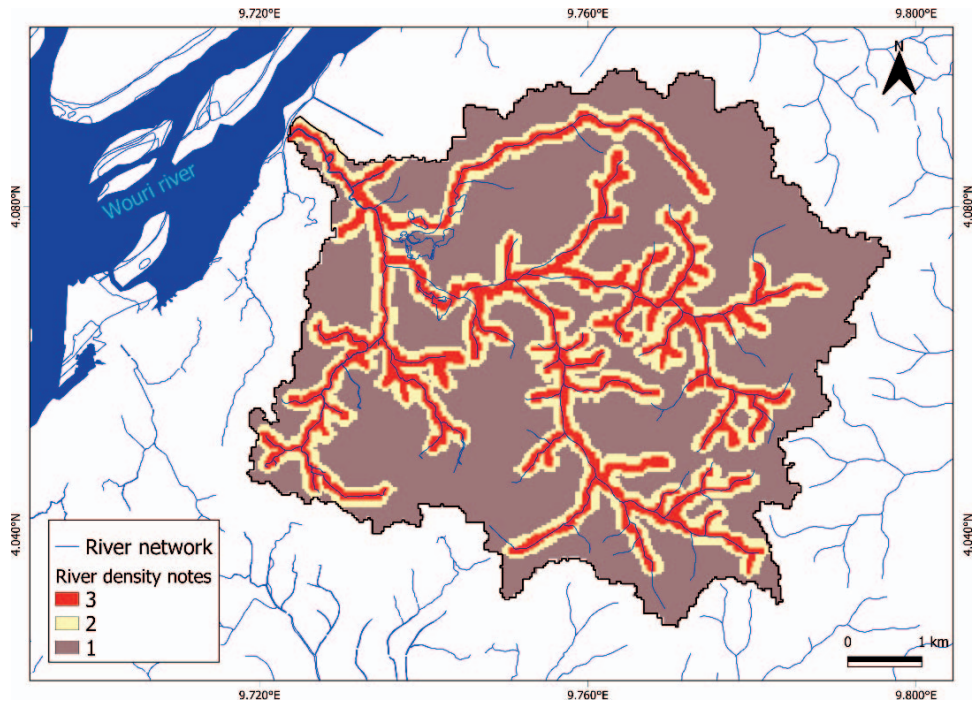 9.720°E 9.760°E 9.800°E
N
Wouri river
4.080°N 4.080°N
4.040°N 4.040°N
River network
River density notes
3
2
1
0 1 km
9.720°E 9.760°E 9.800°E